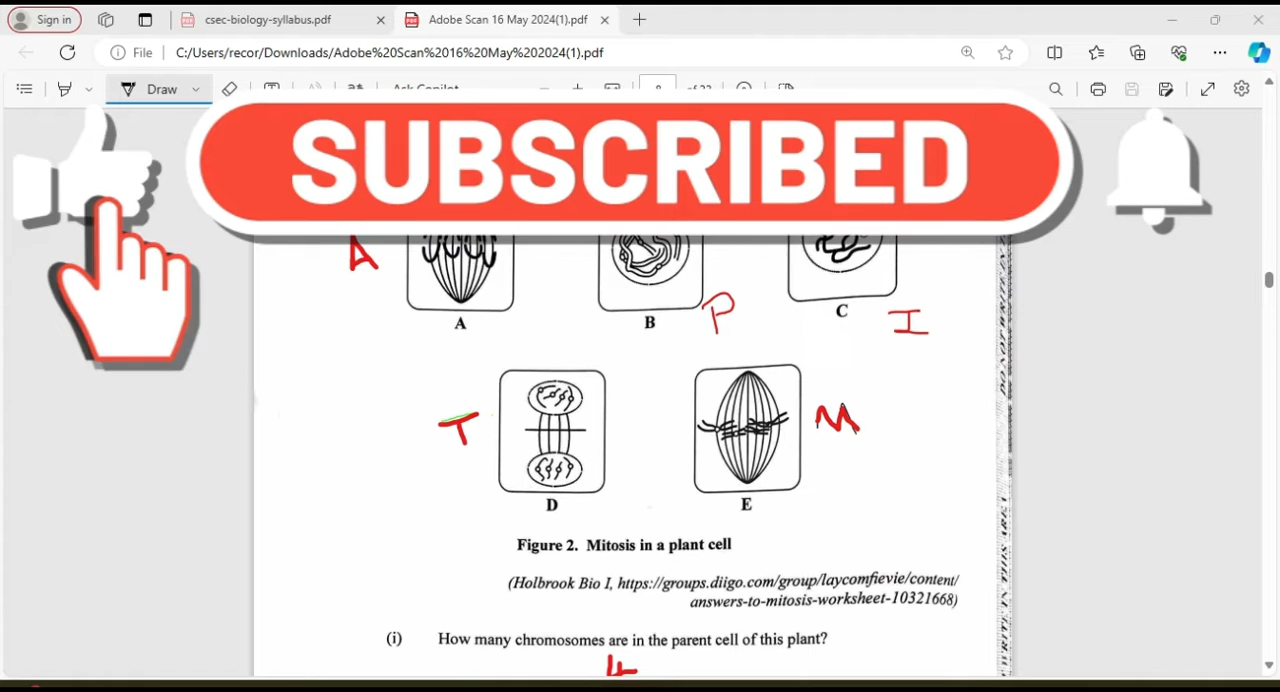 Sign in
csec-biology-syllabus.pdf
Adobe Scan 16 May 2024(1).pdf
File
C:/Users/recor/Downloads/Adobe%20Scan%2016%20May%202024(1).pdf
Draw
SUBSCRIBED
A
A
B
P
C
I
T
M
D
E
Figure 2. Mitosis in a plant cell
(Holbrook Bio I, https://groups.diigo.com/group/laycomfievie/content/
answers-to-mitosis-worksheet-10321668)
(i) How many chromosomes are in the parent cell of this plant?
4